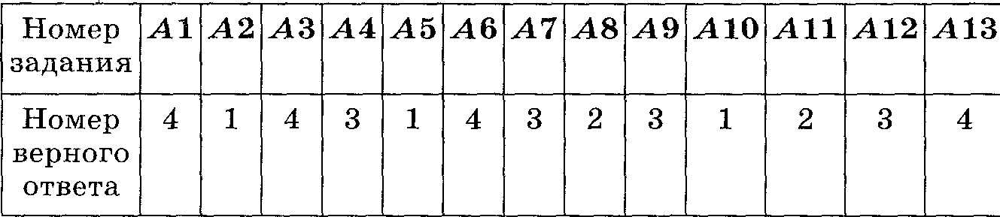 Номер задания A1 A2 A3 A4 A5 A6 A7 A8 A9 A10 A11 A12 A13
Номер верного ответа 4 1 4 3 1 4 3 2 3 1 2 3 4